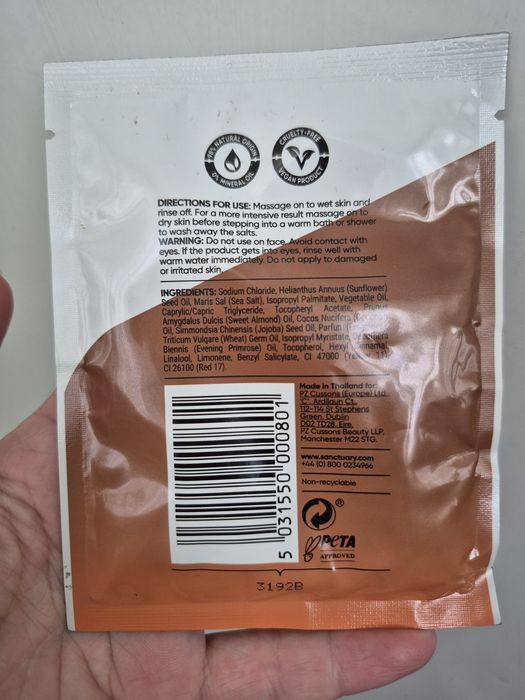 98% NATURAL ORIGIN
0% MINERAL OIL
CRUELTY-FREE
VEGAN PRODUCT
DIRECTIONS FOR USE: Massage on to wet skin and
rinse off. For a more intensive result massage on to
dry skin before stepping into a warm bath or shower
to wash away the salts.
WARNING: Do not use on face. Avoid contact with
eyes. If the product gets into eyes, rinse well with
warm water immediately. Do not apply to damaged
or irritated skin.
INGREDIENTS: Sodium Chloride, Helianthus Annuus (Sunflower)
Seed Oil, Maris Sal (Sea Salt), Isopropyl Palmitate, Vegetable Oil,
Caprylic/Capric Triglyceride, Tocopheryl Acetate, Prunus
Amygdalus Dulcis (Sweet Almond) Oil, Cocos Nucifera
Oil, Simmondsia Chinensis (Jojoba) Seed Oil, Parfum
Triticum Vulgare (Wheat) Germ Oil, Isopropyl Myristate, Oenothera
Biennis (Evening Primrose) Oil, Tocopherol, Hexyl Cinnamal,
Linalool, Limonene, Benzyl Salicylate, CI 47000 (Yellow 11),
CI 26100 (Red 17).
Made in Thailand for:
PZ Cussons (Europe) Ltd.
'C', Ardilaun Ct.,
112-114 St Stephens
Green, Dublin
D02 TD28, Eire.
PZ Cussons Beauty LLP,
Manchester M22 5TG.
www.sanctuary.com
+44 (0) 800 0234966
Non-recyclable
®
PETA
APPROVED
5 031550 000801
3192B